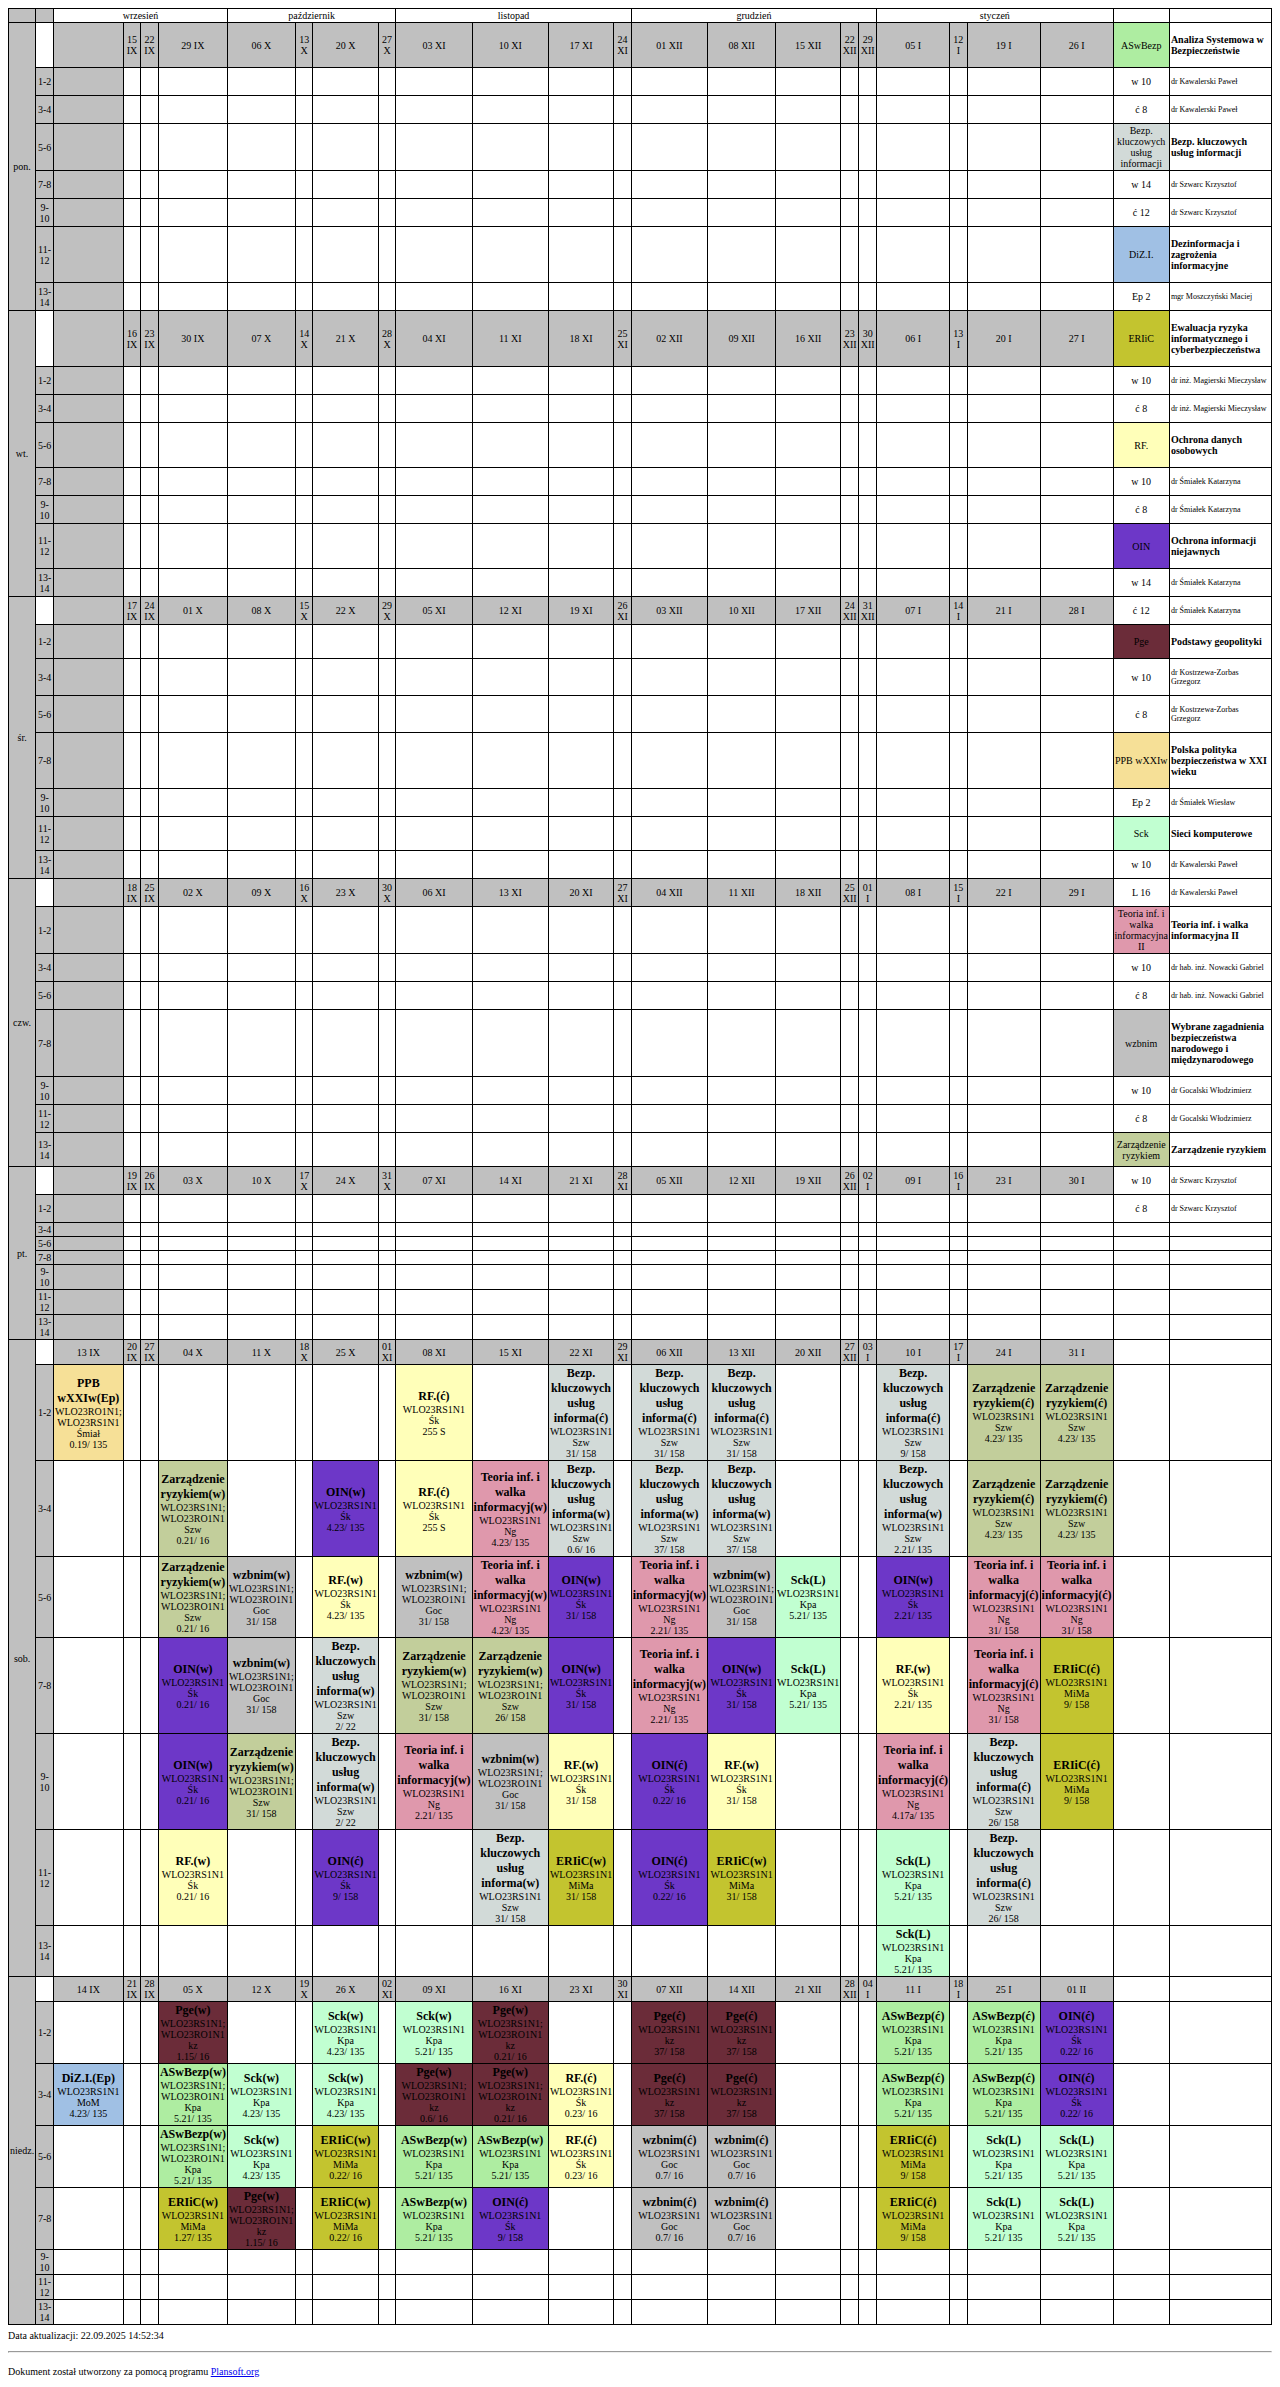 wrzesień październik listopad grudzień styczeń
pon. 15 IX 22 IX 29 IX 06 X 13 X 20 X 27 X 03 XI 10 XI 17 XI 24 XI 01 XII 08 XII 15 XII 22 XII 29 XII 05 I 12 I 19 I 26 I ASwBezp Analiza Systemowa w Bezpieczeństwie
1-2 w 10 dr Kawalerski Paweł
3-4 ć 8 dr Kawalerski Paweł
5-6 Bezp. kluczowych usług informacji Bezp. kluczowych usług informacji
7-8 w 14 dr Szwarc Krzysztof
9-10 ć 12 dr Szwarc Krzysztof
11-12 DiZ.I. Dezinformacja i zagrożenia informacyjne
13-14 Ep 2 mgr Moszczyński Maciej
wt. 16 IX 23 IX 30 IX 07 X 14 X 21 X 28 X 04 XI 11 XI 18 XI 25 XI 02 XII 09 XII 16 XII 23 XII 30 XII 06 I 13 I 20 I 27 I ERIiC Ewaluacja ryzyka informatycznego i cyberbezpieczeństwa
1-2 w 10 dr inż. Magierski Mieczysław
3-4 ć 8 dr inż. Magierski Mieczysław
5-6 RF. Ochrona danych osobowych
7-8 w 10 dr Śmiałek Katarzyna
9-10 ć 8 dr Śmiałek Katarzyna
11-12 OIN Ochrona informacji niejawnych
13-14 w 14 dr Śmiałek Katarzyna
śr. 17 IX 24 IX 01 X 08 X 15 X 22 X 29 X 05 XI 12 XI 19 XI 26 XI 03 XII 10 XII 17 XII 24 XII 31 XII 07 I 14 I 21 I 28 I ć 12 dr Śmiałek Katarzyna
1-2 Pge Podstawy geopolityki
3-4 w 10 dr Kostrzewa-Zorbas Grzegorz
5-6 ć 8 dr Kostrzewa-Zorbas Grzegorz
7-8 PPB wXXIw Polska polityka bezpieczeństwa w XXI wieku
9-10 Ep 2 dr Śmiałek Wiesław
11-12 Sck Sieci komputerowe
13-14 w 10 dr Kawalerski Paweł
czw. 18 IX 25 IX 02 X 09 X 16 X 23 X 30 X 06 XI 13 XI 20 XI 27 XI 04 XII 11 XII 18 XII 25 XII 01 I 08 I 15 I 22 I 29 I L 16 dr Kawalerski Paweł
1-2 Teoria inf. i walka informacyjna II Teoria inf. i walka informacyjna II
3-4 w 10 dr hab. inż. Nowacki Gabriel
5-6 ć 8 dr hab. inż. Nowacki Gabriel
7-8 wzbnim Wybrane zagadnienia bezpieczeństwa narodowego i międzynarodowego
9-10 w 10 dr Gocalski Włodzimierz
11-12 ć 8 dr Gocalski Włodzimierz
13-14 Zarządzenie ryzykiem Zarządzenie ryzykiem
pt. 19 IX 26 IX 03 X 10 X 17 X 24 X 31 X 07 XI 14 XI 21 XI 28 XI 05 XII 12 XII 19 XII 26 XII 02 I 09 I 16 I 23 I 30 I w 10 dr Szwarc Krzysztof
1-2 ć 8 dr Szwarc Krzysztof
3-4
5-6
7-8
9-10
11-12
13-14
sob. 13 IX 20 IX 27 IX 04 X 11 X 18 X 25 X 01 XI 08 XI 15 XI 22 XI 29 XI 06 XII 13 XII 20 XII 27 XII 03 I 10 I 17 I 24 I 31 I
1-2 PPB wXXIw(Ep) WLO23RO1N1; WLO23RS1N1 Śmiał 0.19/ 135 RF.(ć) WLO23RS1N1 Śk 255 S Bezp. kluczowych usług informa(ć) WLO23RS1N1 Szw 31/ 158 Bezp. kluczowych usług informa(ć) WLO23RS1N1 Szw 31/ 158 Bezp. kluczowych usług informa(ć) WLO23RS1N1 Szw 31/ 158 Bezp. kluczowych usług informa(ć) WLO23RS1N1 Szw 9/ 158 Zarządzenie ryzykiem(ć) WLO23RS1N1 Szw 4.23/ 135 Zarządzenie ryzykiem(ć) WLO23RS1N1 Szw 4.23/ 135
3-4 Zarządzenie ryzykiem(w) WLO23RS1N1; WLO23RO1N1 Szw 0.21/ 16 OIN(w) WLO23RS1N1 Śk 4.23/ 135 RF.(ć) WLO23RS1N1 Śk 255 S Teoria inf. i walka informacyj(w) WLO23RS1N1 Ng 4.23/ 135 Bezp. kluczowych usług informa(w) WLO23RS1N1 Szw 0.6/ 16 Bezp. kluczowych usług informa(w) WLO23RS1N1 Szw 37/ 158 Bezp. kluczowych usług informa(w) WLO23RS1N1 Szw 37/ 158 Bezp. kluczowych usług informa(w) WLO23RS1N1 Szw 2.21/ 135 Zarządzenie ryzykiem(ć) WLO23RS1N1 Szw 4.23/ 135 Zarządzenie ryzykiem(ć) WLO23RS1N1 Szw 4.23/ 135
5-6 Zarządzenie ryzykiem(w) WLO23RS1N1; WLO23RO1N1 Szw 0.21/ 16 wzbnim(w) WLO23RS1N1; WLO23RO1N1 Goc 31/ 158 RF.(w) WLO23RS1N1 Śk 4.23/ 135 wzbnim(w) WLO23RS1N1; WLO23RO1N1 Goc 31/ 158 Teoria inf. i walka informacyj(w) WLO23RS1N1 Ng 4.23/ 135 OIN(w) WLO23RS1N1 Śk 31/ 158 Teoria inf. i walka informacyj(w) WLO23RS1N1 Ng 2.21/ 135 wzbnim(w) WLO23RS1N1; WLO23RO1N1 Goc 31/ 158 Sck(L) WLO23RS1N1 Kpa 5.21/ 135 OIN(w) WLO23RS1N1 Śk 2.21/ 135 Teoria inf. i walka informacyj(ć) WLO23RS1N1 Ng 31/ 158 Teoria inf. i walka informacyj(ć) WLO23RS1N1 Ng 31/ 158
7-8 OIN(w) WLO23RS1N1 Śk 0.21/ 16 wzbnim(w) WLO23RS1N1; WLO23RO1N1 Goc 31/ 158 Bezp. kluczowych usług informa(w) WLO23RS1N1 Szw 2/ 22 Zarządzenie ryzykiem(w) WLO23RS1N1; WLO23RO1N1 Szw 31/ 158 Zarządzenie ryzykiem(w) WLO23RS1N1; WLO23RO1N1 Szw 26/ 158 OIN(w) WLO23RS1N1 Śk 31/ 158 Teoria inf. i walka informacyj(w) WLO23RS1N1 Ng 2.21/ 135 OIN(w) WLO23RS1N1 Śk 31/ 158 Sck(L) WLO23RS1N1 Kpa 5.21/ 135 RF.(w) WLO23RS1N1 Śk 2.21/ 135 Teoria inf. i walka informacyj(ć) WLO23RS1N1 Ng 31/ 158 ERIiC(ć) WLO23RS1N1 MiMa 9/ 158
9-10 OIN(w) WLO23RS1N1 Śk 0.21/ 16 Zarządzenie ryzykiem(w) WLO23RS1N1; WLO23RO1N1 Szw 31/ 158 Bezp. kluczowych usług informa(w) WLO23RS1N1 Szw 2/ 22 Teoria inf. i walka informacyj(w) WLO23RS1N1 Ng 2.21/ 135 wzbnim(w) WLO23RS1N1; WLO23RO1N1 Goc 31/ 158 RF.(w) WLO23RS1N1 Śk 31/ 158 OIN(ć) WLO23RS1N1 Śk 0.22/ 16 RF.(w) WLO23RS1N1 Śk 31/ 158 Teoria inf. i walka informacyj(ć) WLO23RS1N1 Ng 4.17a/ 135 Bezp. kluczowych usług informa(ć) WLO23RS1N1 Szw 26/ 158 ERIiC(ć) WLO23RS1N1 MiMa 9/ 158
11-12 RF.(w) WLO23RS1N1 Śk 0.21/ 16 OIN(ć) WLO23RS1N1 Śk 9/ 158 Bezp. kluczowych usług informa(w) WLO23RS1N1 Szw 31/ 158 ERIiC(w) WLO23RS1N1 MiMa 31/ 158 OIN(ć) WLO23RS1N1 Śk 0.22/ 16 ERIiC(w) WLO23RS1N1 MiMa 31/ 158 Sck(L) WLO23RS1N1 Kpa 5.21/ 135 Bezp. kluczowych usług informa(ć) WLO23RS1N1 Szw 26/ 158
13-14 Sck(L) WLO23RS1N1 Kpa 5.21/ 135
niedz. 14 IX 21 IX 28 IX 05 X 12 X 19 X 26 X 02 XI 09 XI 16 XI 23 XI 30 XI 07 XII 14 XII 21 XII 28 XII 04 I 11 I 18 I 25 I 01 II
1-2 Pge(w) WLO23RS1N1; WLO23RO1N1 kz 1.15/ 16 Sck(w) WLO23RS1N1 Kpa 4.23/ 135 Sck(w) WLO23RS1N1 Kpa 5.21/ 135 Pge(w) WLO23RS1N1; WLO23RO1N1 kz 0.21/ 16 Pge(ć) WLO23RS1N1 kz 37/ 158 Pge(ć) WLO23RS1N1 kz 37/ 158 ASwBezp(ć) WLO23RS1N1 Kpa 5.21/ 135 ASwBezp(ć) WLO23RS1N1 Kpa 5.21/ 135 OIN(ć) WLO23RS1N1 Śk 0.22/ 16
3-4 DiZ.I.(Ep) WLO23RS1N1 MoM 4.23/ 135 ASwBezp(w) WLO23RS1N1; WLO23RO1N1 Kpa 5.21/ 135 Sck(w) WLO23RS1N1 Kpa 4.23/ 135 Sck(w) WLO23RS1N1 Kpa 4.23/ 135 Pge(w) WLO23RS1N1; WLO23RO1N1 kz 0.6/ 16 Pge(w) WLO23RS1N1; WLO23RO1N1 kz 0.21/ 16 RF.(ć) WLO23RS1N1 Śk 0.23/ 16 Pge(ć) WLO23RS1N1 kz 37/ 158 Pge(ć) WLO23RS1N1 kz 37/ 158 ASwBezp(ć) WLO23RS1N1 Kpa 5.21/ 135 ASwBezp(ć) WLO23RS1N1 Kpa 5.21/ 135 OIN(ć) WLO23RS1N1 Śk 0.22/ 16
5-6 ASwBezp(w) WLO23RS1N1; WLO23RO1N1 Kpa 5.21/ 135 Sck(w) WLO23RS1N1 Kpa 4.23/ 135 ERIiC(w) WLO23RS1N1 MiMa 0.22/ 16 ASwBezp(w) WLO23RS1N1 Kpa 5.21/ 135 ASwBezp(w) WLO23RS1N1 Kpa 5.21/ 135 RF.(ć) WLO23RS1N1 Śk 0.23/ 16 wzbnim(ć) WLO23RS1N1 Goc 0.7/ 16 wzbnim(ć) WLO23RS1N1 Goc 0.7/ 16 ERIiC(ć) WLO23RS1N1 MiMa 9/ 158 Sck(L) WLO23RS1N1 Kpa 5.21/ 135 Sck(L) WLO23RS1N1 Kpa 5.21/ 135
7-8 ERIiC(w) WLO23RS1N1 MiMa 1.27/ 135 Pge(w) WLO23RS1N1; WLO23RO1N1 kz 1.15/ 16 ERIiC(w) WLO23RS1N1 MiMa 0.22/ 16 ASwBezp(w) WLO23RS1N1 Kpa 5.21/ 135 OIN(ć) WLO23RS1N1 Śk 9/ 158 wzbnim(ć) WLO23RS1N1 Goc 0.7/ 16 wzbnim(ć) WLO23RS1N1 Goc 0.7/ 16 ERIiC(ć) WLO23RS1N1 MiMa 9/ 158 Sck(L) WLO23RS1N1 Kpa 5.21/ 135 Sck(L) WLO23RS1N1 Kpa 5.21/ 135
9-10
11-12
13-14
Data aktualizacji: 22.09.2025 14:52:34
Dokument został utworzony za pomocą programu Plansoft.org